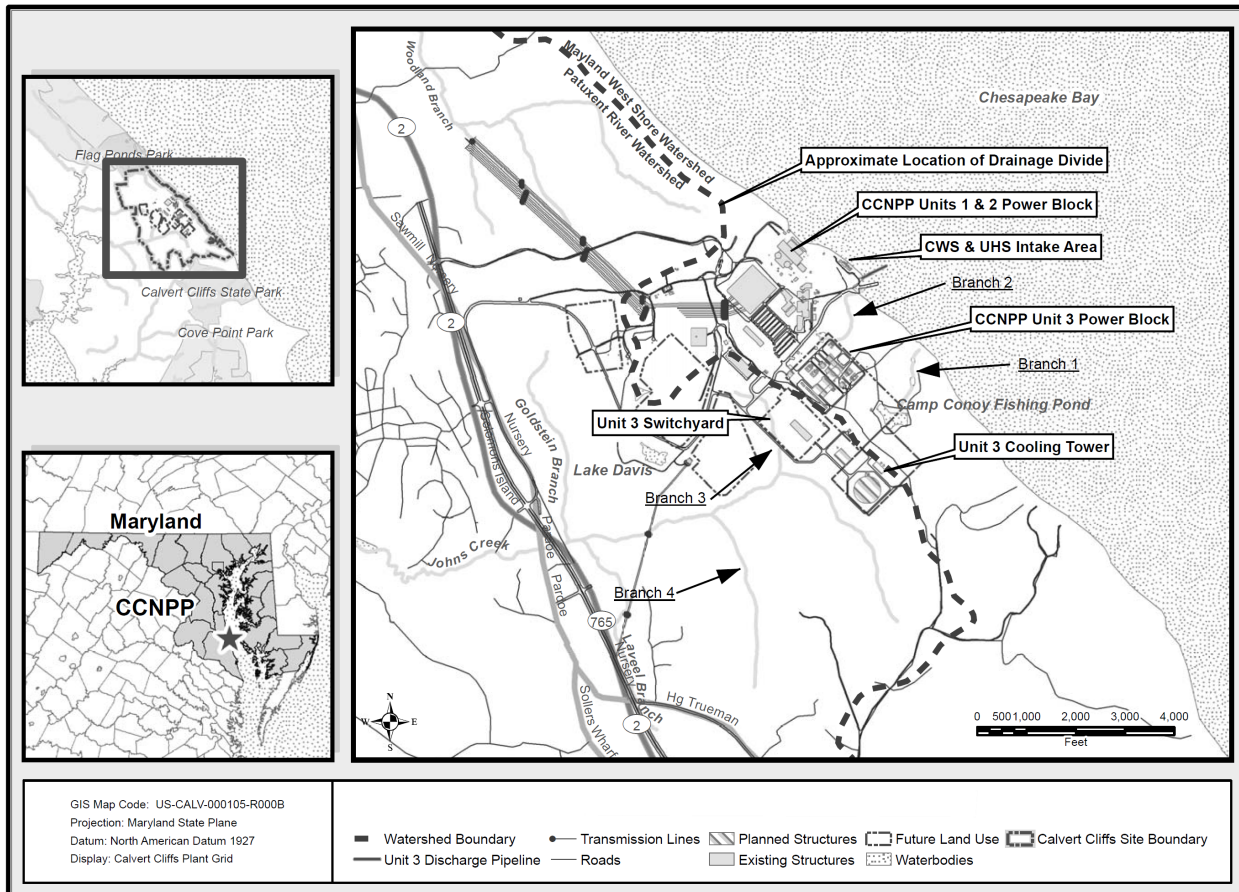 Flag Ponds Park
Calvert Cliffs State Park
Cove Point Park
Maryland
CCNPP
Woodland Branch
Mayland West Shore Watershed
Patuxent River Watershed
Chesapeake Bay
2
Approximate Location of Drainage Divide
CCNPP Units 1 & 2 Power Block
Sawmill
Nursery
CWS & UHS Intake Area
Branch 2
2
CCNPP Unit 3 Power Block
Branch 1
Camp Conoy Fishing Pond
Goldstein Branch
Nursery
Solomons Island
Unit 3 Switchyard
Unit 3 Cooling Tower
Lake Davis
Branch 3
Pardoe
Johns Creek
Pardoe
Branch 4
765
Laveel Branch
Nursery
Sollers Wharf
Hg Trueman
2
N
W E
S
0 500 1,000 2,000 3,000 4,000
Feet
GIS Map Code: US-CALV-000105-R000B
Projection: Maryland State Plane
Datum: North American Datum 1927
Display: Calvert Cliffs Plant Grid
Watershed Boundary
Transmission Lines
Planned Structures
Future Land Use
Calvert Cliffs Site Boundary
Unit 3 Discharge Pipeline
Roads
Existing Structures
Waterbodies